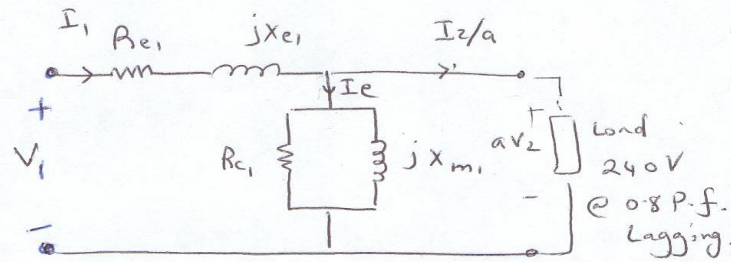 I₁ Re₁ jXe₁ I₂/a
Ie
+
V₁
−
Rc₁ jXm₁
+
aV₂
−
Load
240V
@ 0.8 P.f.
Lagging.